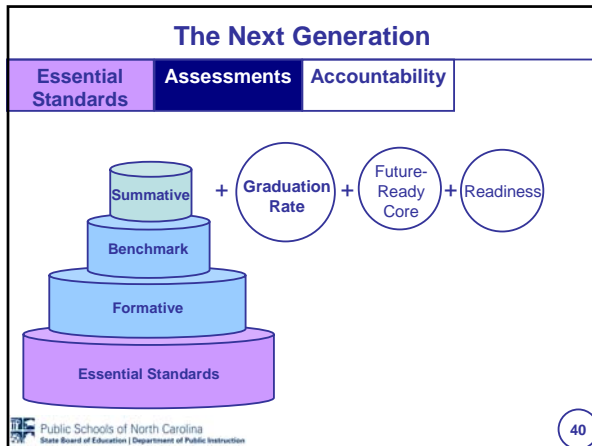 The Next Generation
Essential
Standards
Assessments
Accountability
Summative
Benchmark
Formative
Essential Standards
+
Graduation
Rate
+
Future-
Ready
Core
+
Readiness
Public Schools of North Carolina
State Board of Education | Department of Public Instruction
40